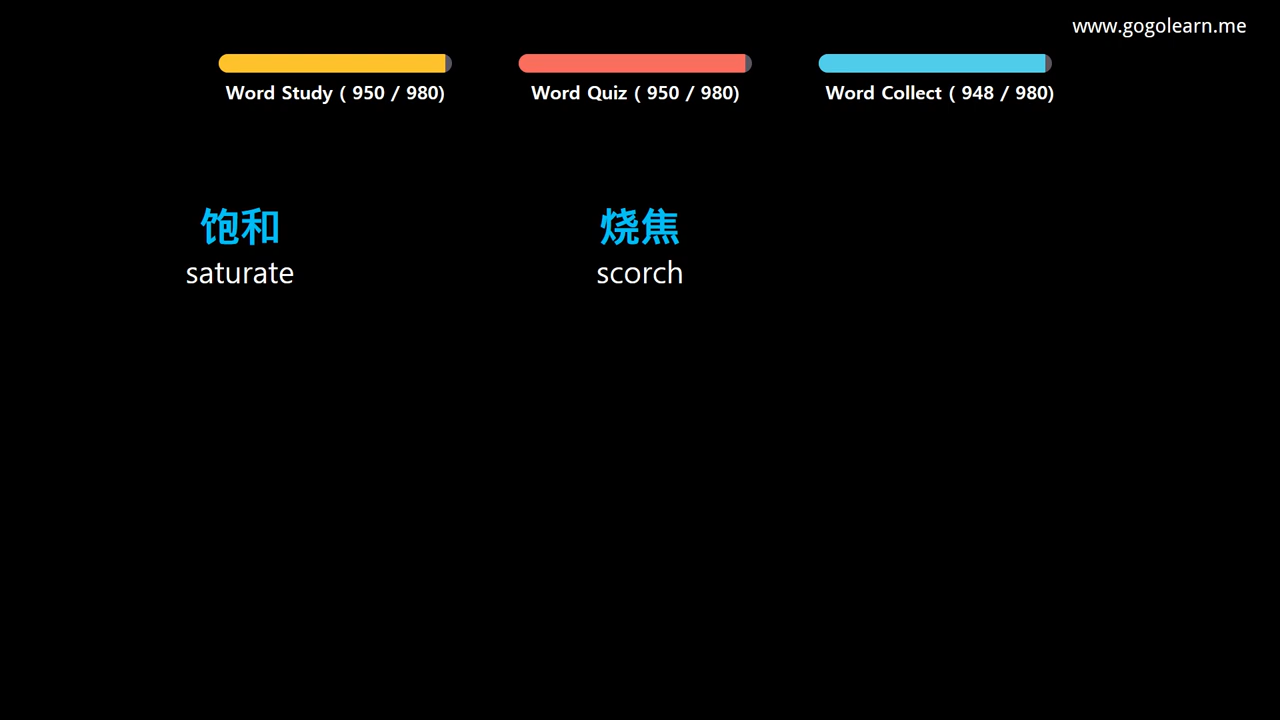 www.gogolearn.me
Word Study ( 950 / 980)
Word Quiz ( 950 / 980)
Word Collect ( 948 / 980)
饱和
saturate
烧焦
scorch